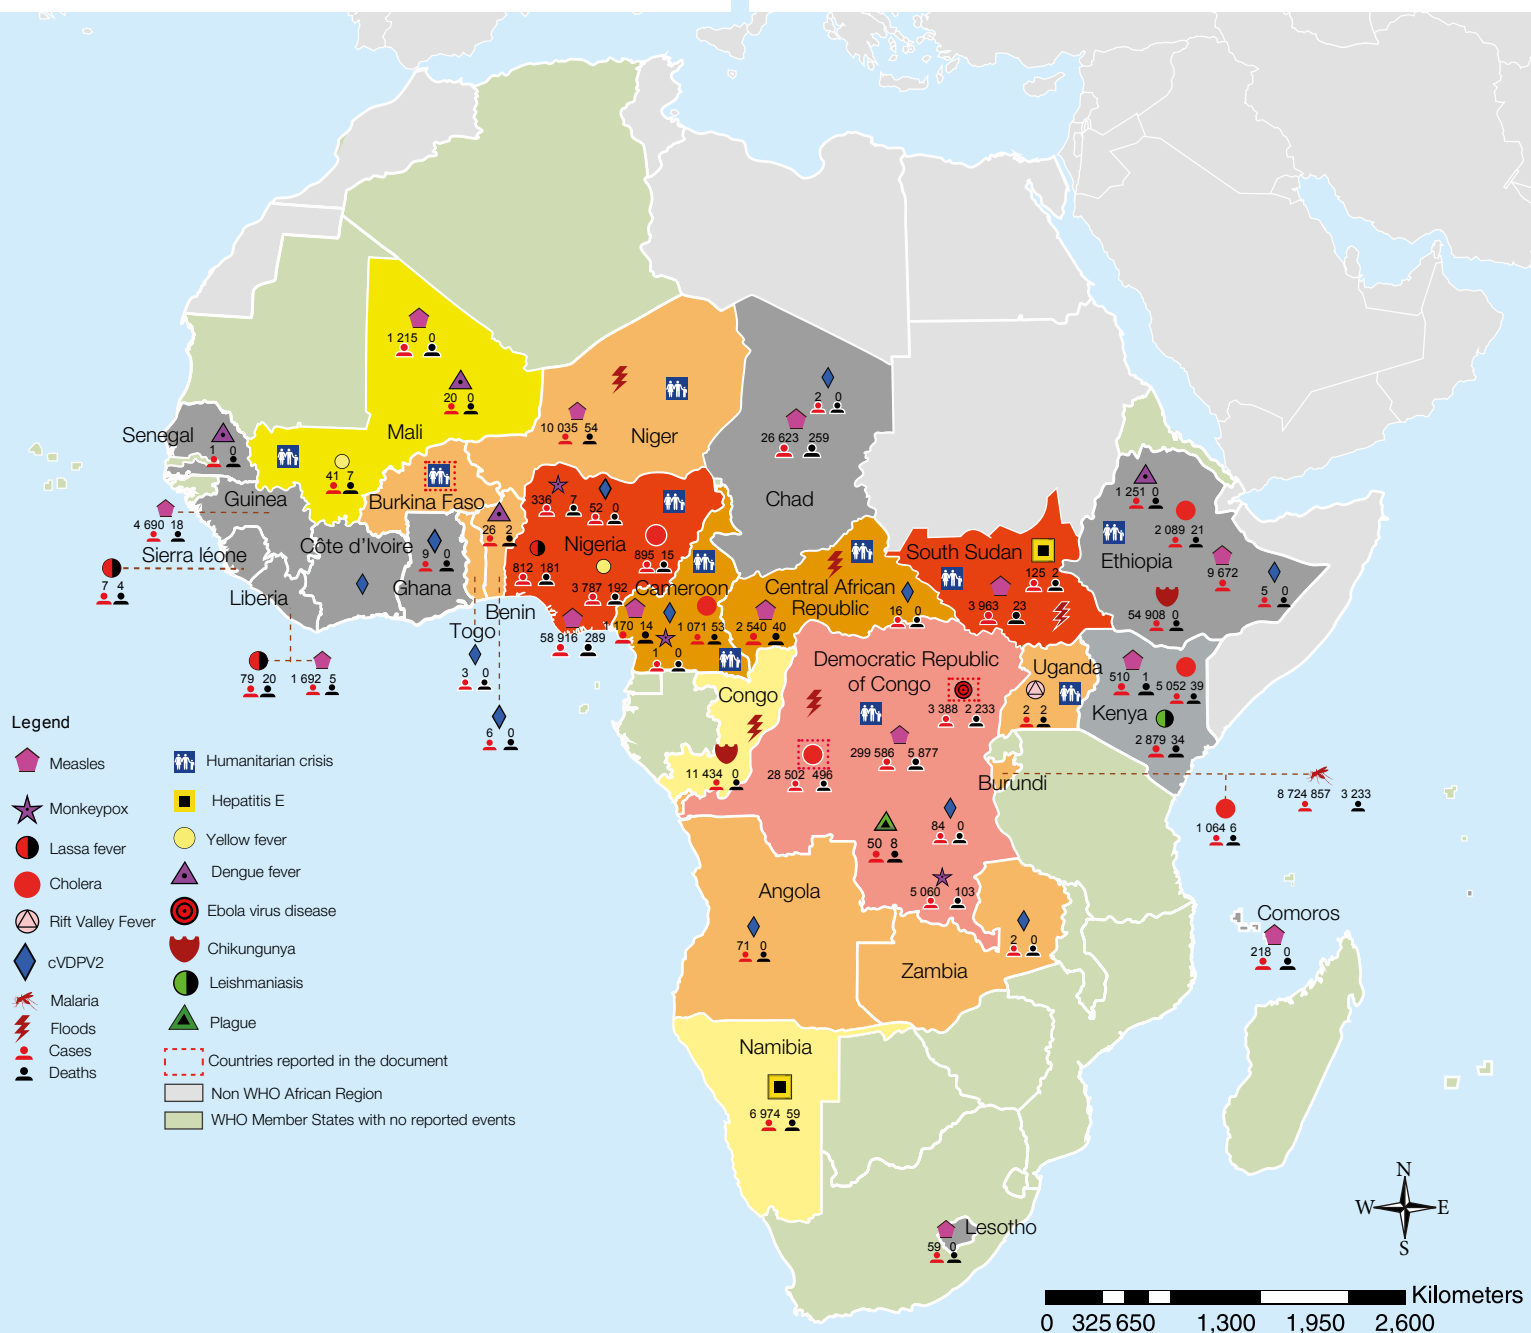 1 215 0
20 0
Mali
41 7
Senegal
1 0
10 035 54
Niger
2 0
26 623 259
Chad
Burkina Faso
Guinea
4 690 18
Sierra léone
7 4
Côte d'Ivoire
9 0
Ghana
Liberia
79 20
1 692 5
26 2
Benin
Togo
3 0
6 0
336 7
52 0
Nigeria
895 15
812 181
3 787 192
58 916 289
Cameroon
1 170 14
1 071 53
1 0
Central African
Republic
16 0
2 540 40
South Sudan
125 2
3 963 23
1 251 0
2 089 21
Ethiopia
9 672
5 0
54 908 0
Uganda
2 2
510 1
5 052 39
Kenya
2 879 34
Democratic Republic
of Congo
3 388 2 233
299 586 5 877
28 502 496
84 0
50 8
5 060 103
Congo
11 434 0
Burundi
8 724 857 3 233
1 064 6
Angola
71 0
2 0
Zambia
Comoros
218 0
Namibia
6 974 59
Lesotho
59 0
Legend
Measles
Monkeypox
Lassa fever
Cholera
Rift Valley Fever
cVDPV2
Malaria
Floods
Cases
Deaths
Humanitarian crisis
Hepatitis E
Yellow fever
Dengue fever
Ebola virus disease
Chikungunya
Leishmaniasis
Plague
Countries reported in the document
Non WHO African Region
WHO Member States with no reported events
N
W E
S
Kilometers
0 325 650 1,300 1,950 2,600